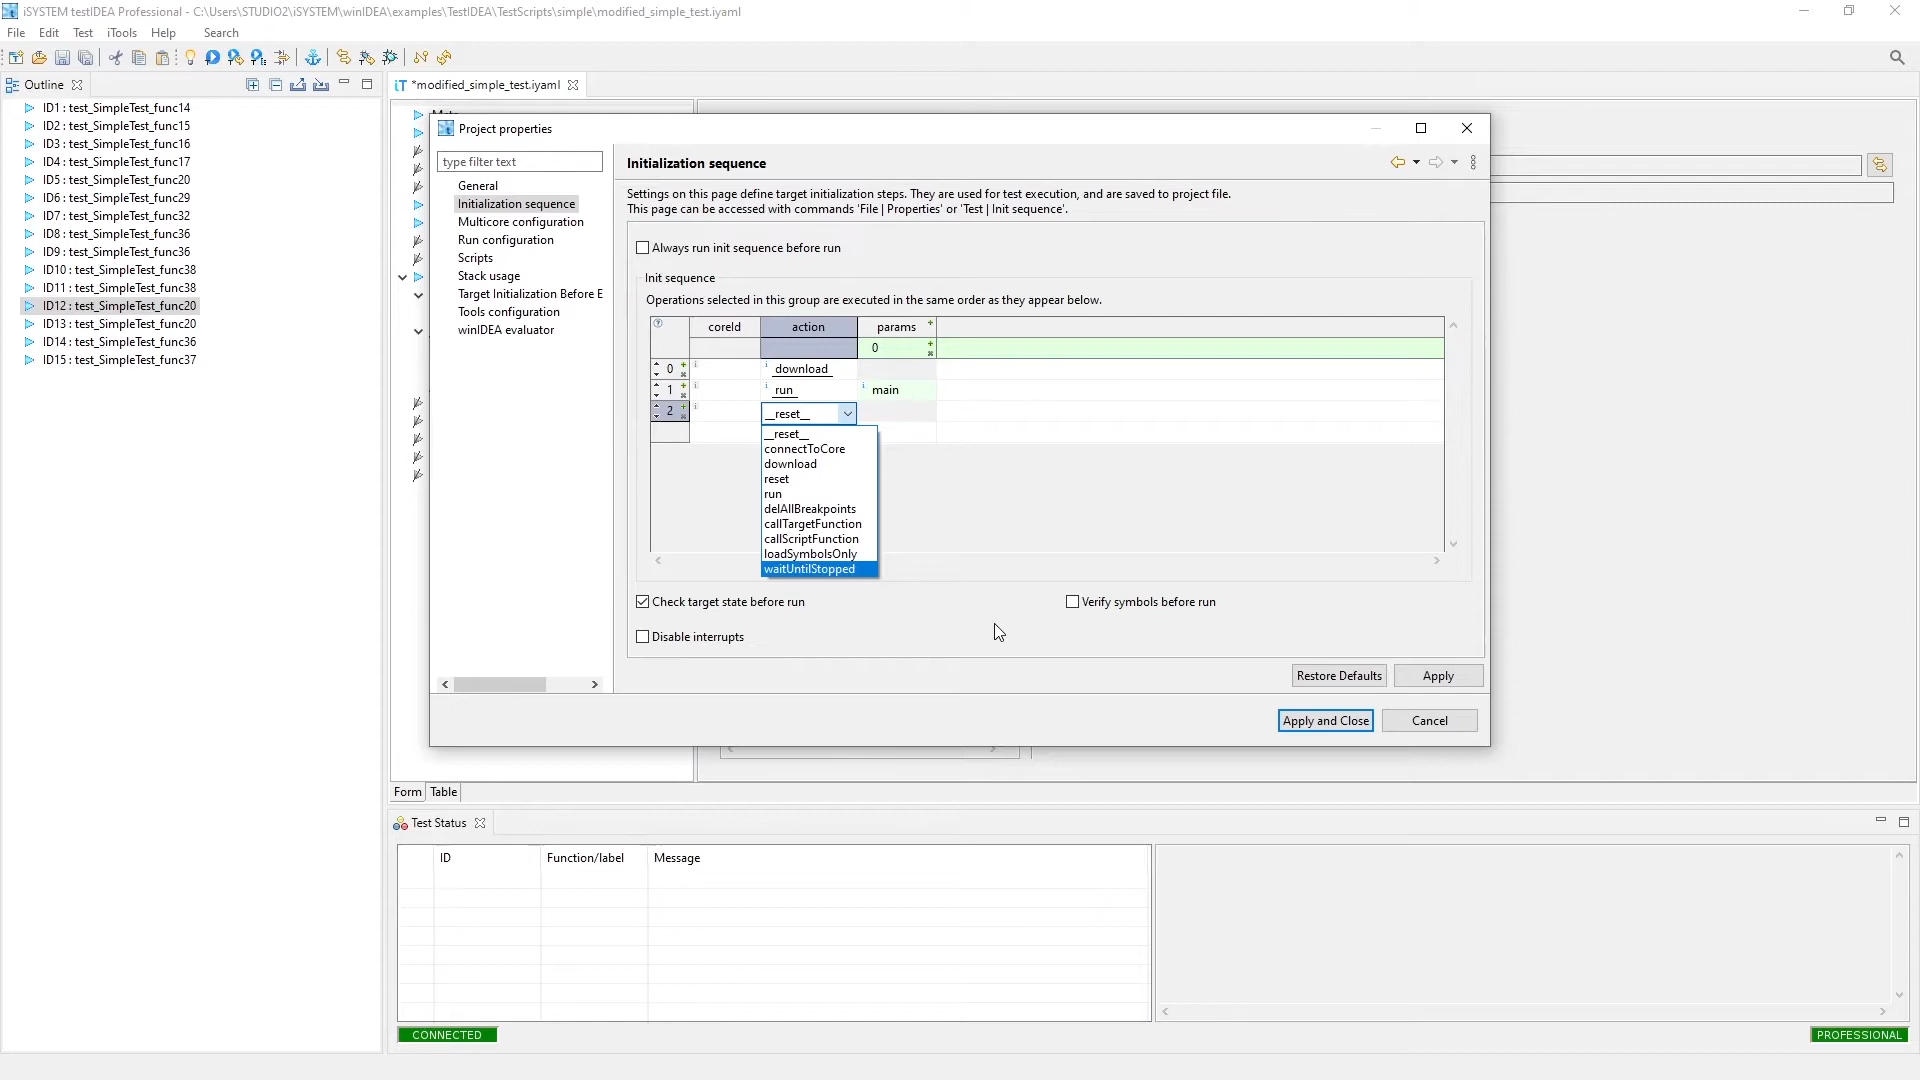 iSYSTEM testIDEA Professional - C:\Users\STUDIO2\iSYSTEM\winIDEA\examples\TestIDEA\TestScripts\simple\modified_simple_test.iyaml
File Edit Test iTools Help Search
Outline
ID1 : test_SimpleTest_func14
ID2 : test_SimpleTest_func15
ID3 : test_SimpleTest_func16
ID4 : test_SimpleTest_func17
ID5 : test_SimpleTest_func20
ID6 : test_SimpleTest_func29
ID7 : test_SimpleTest_func32
ID8 : test_SimpleTest_func36
ID9 : test_SimpleTest_func36
ID10 : test_SimpleTest_func38
ID11 : test_SimpleTest_func38
ID12 : test_SimpleTest_func20
ID13 : test_SimpleTest_func20
ID14 : test_SimpleTest_func36
ID15 : test_SimpleTest_func37
*modified_simple_test.iyaml
Project properties
type filter text
General
Initialization sequence
Multicore configuration
Run configuration
Scripts
Stack usage
Target Initialization Before E
Tools configuration
winIDEA evaluator
Initialization sequence
Settings on this page define target initialization steps. They are used for test execution, and are saved to project file.
This page can be accessed with commands 'File | Properties' or 'Test | Init sequence'.
Always run init sequence before run
Init sequence
Operations selected in this group are executed in the same order as they appear below.
coreId action params
0
0 download
1 run main
2 __reset__
__reset__
connectToCore
download
reset
run
delAllBreakpoints
callTargetFunction
callScriptFunction
loadSymbolsOnly
waitUntilStopped
Check target state before run
Verify symbols before run
Disable interrupts
Restore Defaults Apply
Apply and Close Cancel
Form Table
Test Status
ID Function/label Message
CONNECTED
PROFESSIONAL